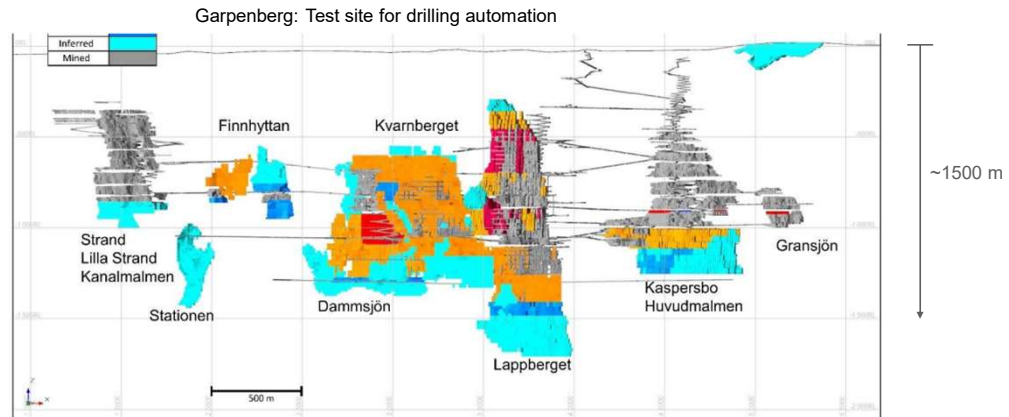 Garpenberg: Test site for drilling automation
Inferred
Mined
Finnhyttan
Kvarnberget
~1500 m
Strand
Lilla Strand
Kanalmalmen
Gransjön
Kaspersbo
Huvudmalmen
Stationen
Dammsjön
Lappberget
500 m
Z
X